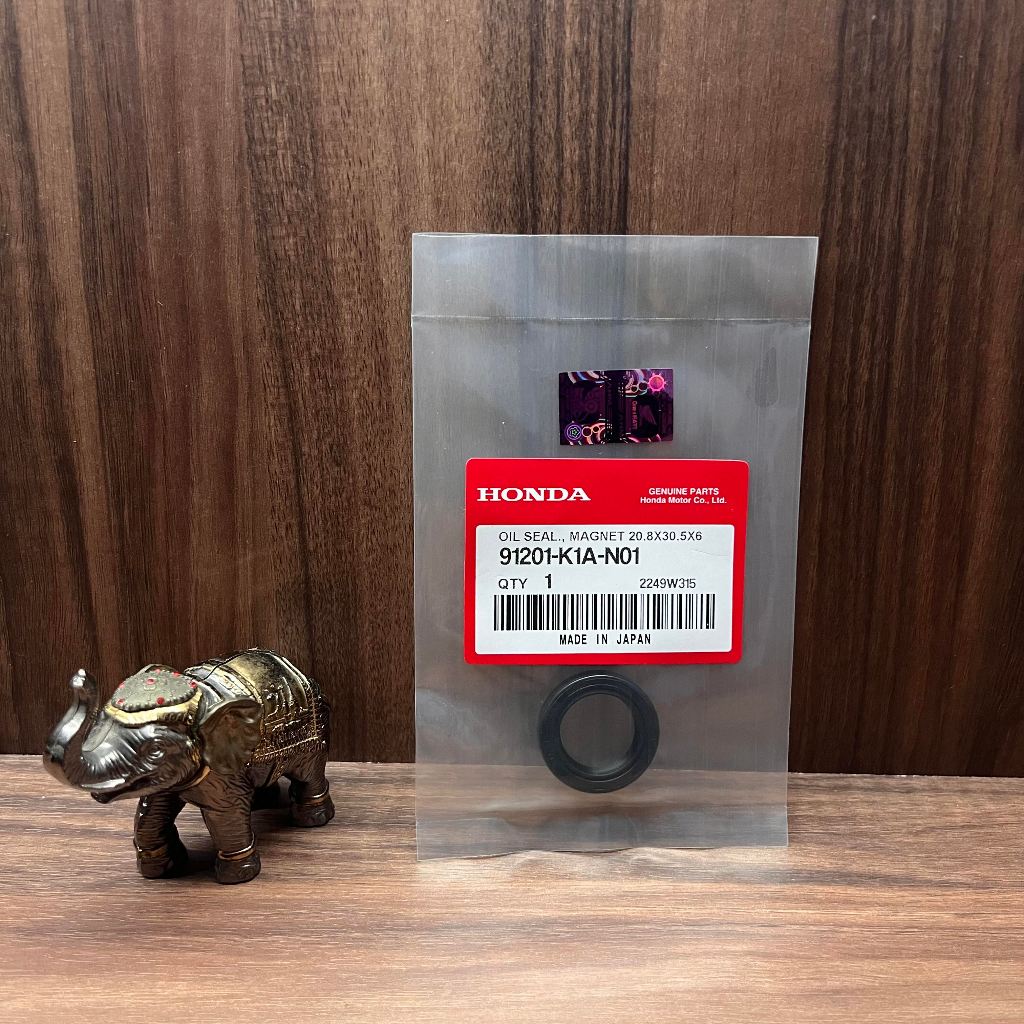 HONDA
GENUINE PARTS
Honda Motor Co., Ltd.
OIL SEAL., MAGNET 20.8X30.5X6
91201-K1A-N01
QTY 1 2249W315
MADE IN JAPAN